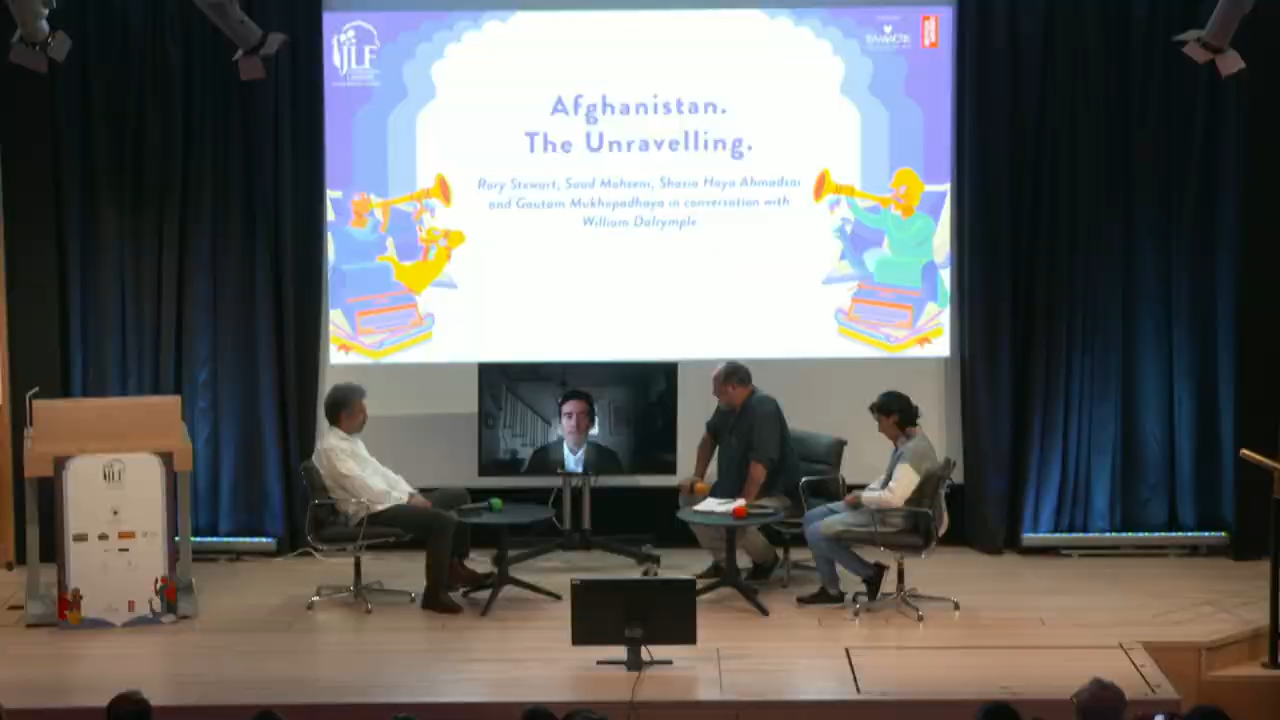 JLF
Afghanistan.
The Unravelling.
Rory Stewart, Saad Mohseni, Shazia Haya Ahmadzai
and Gautam Mukhopadhaya in conversation with
William Dalrymple
JLF